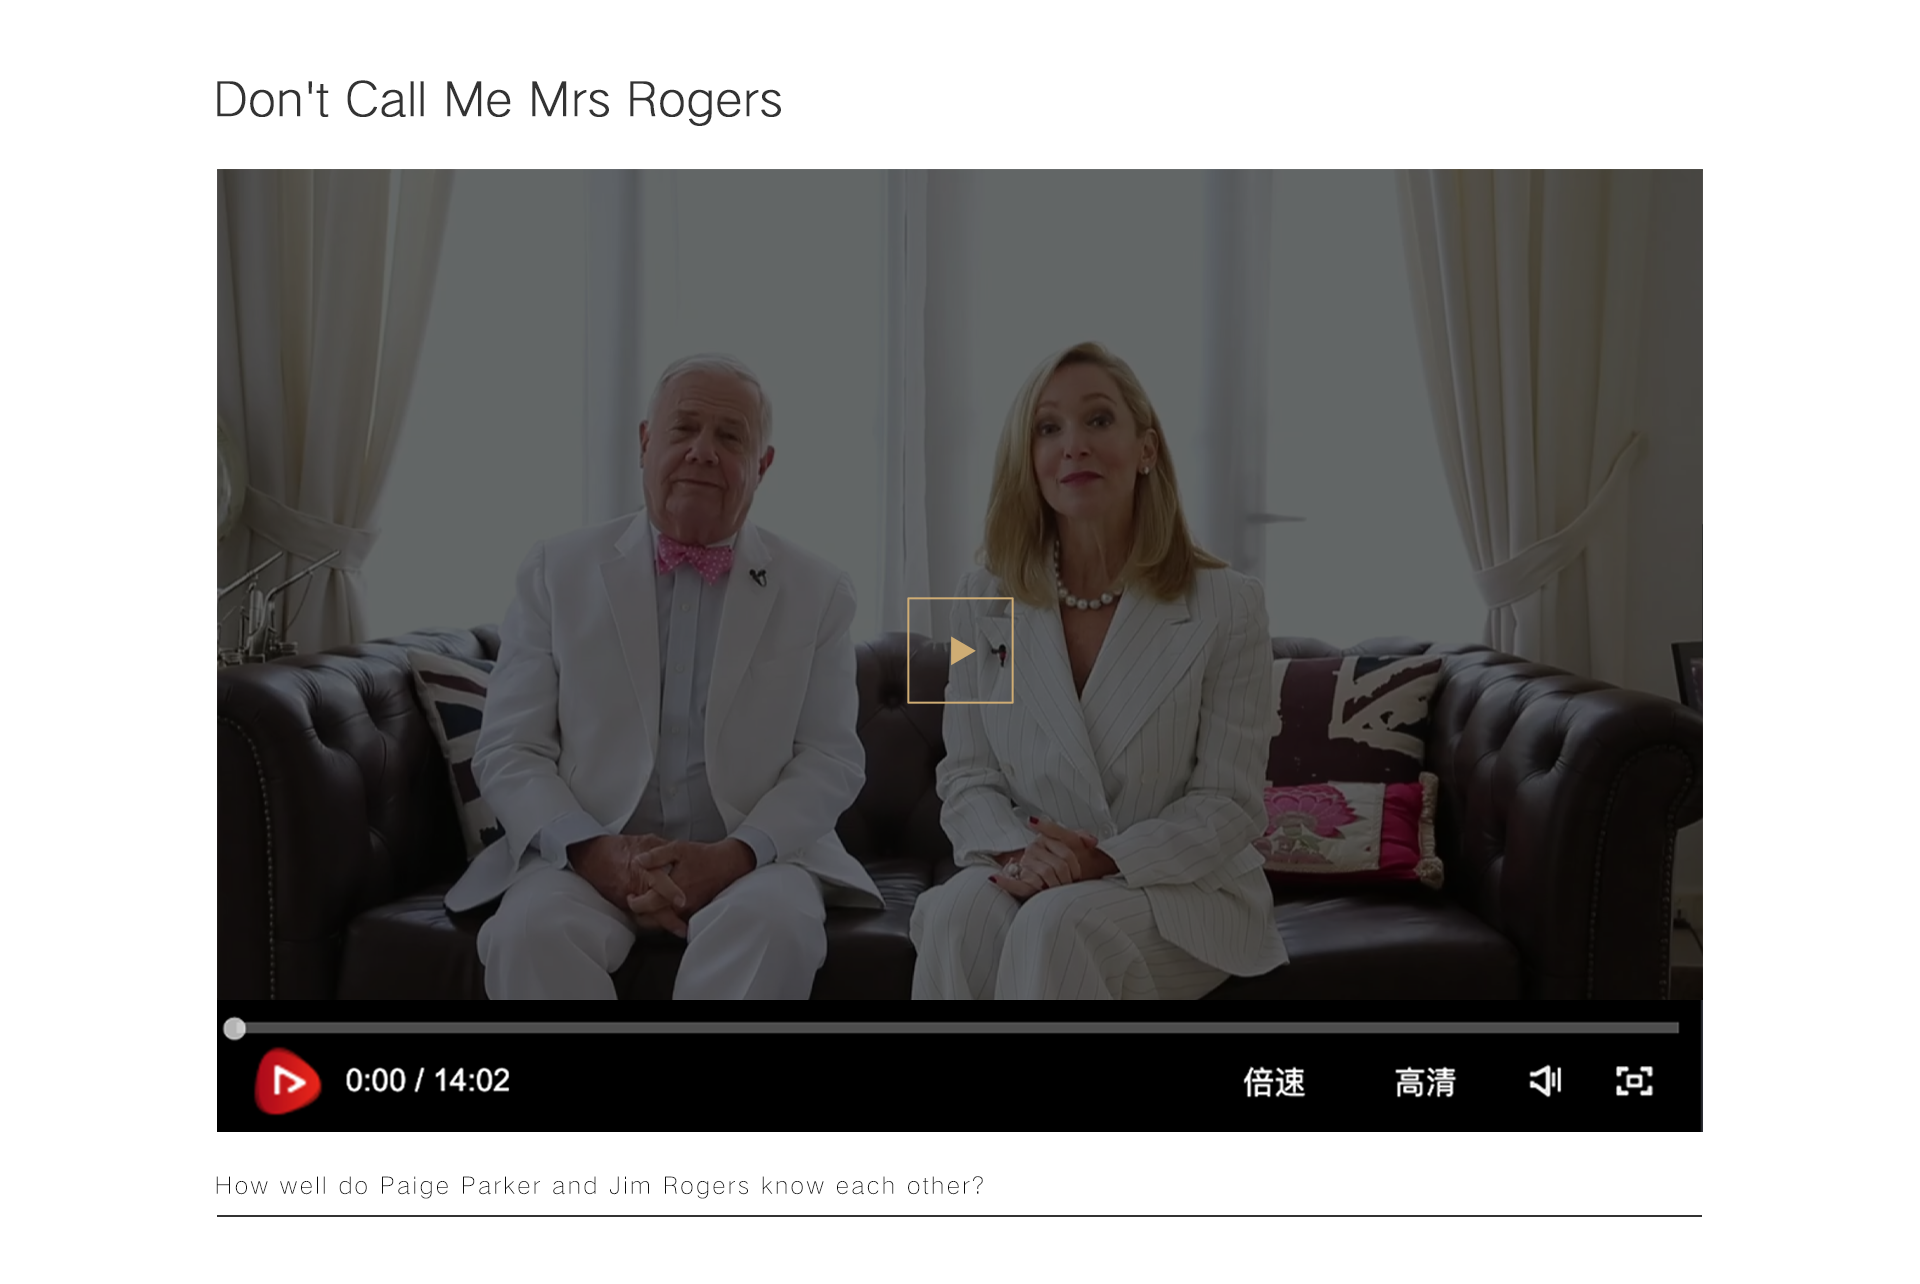 Don't Call Me Mrs Rogers
0:00 / 14:02
倍速
高清
How well do Paige Parker and Jim Rogers know each other?